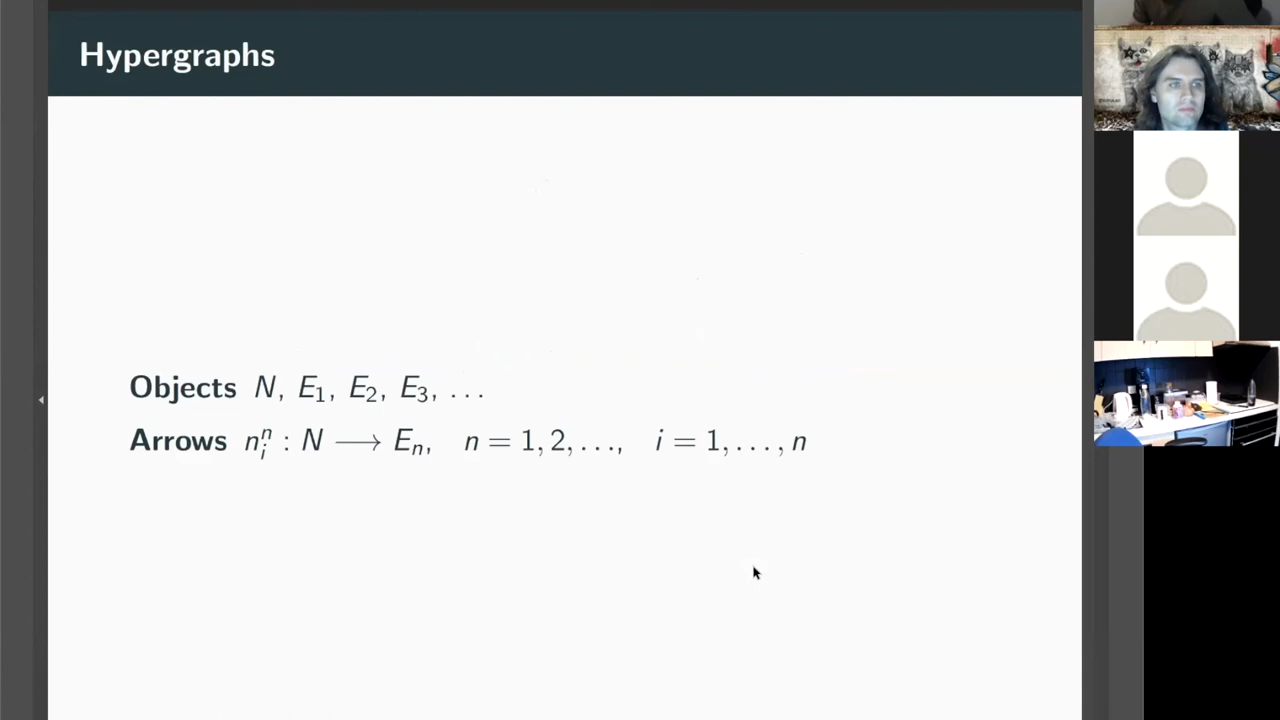 Hypergraphs
Objects N, E₁, E₂, E₃, ...
Arrows nᵢⁿ : N ⟶ Eₙ, n = 1, 2, ..., i = 1, ..., n